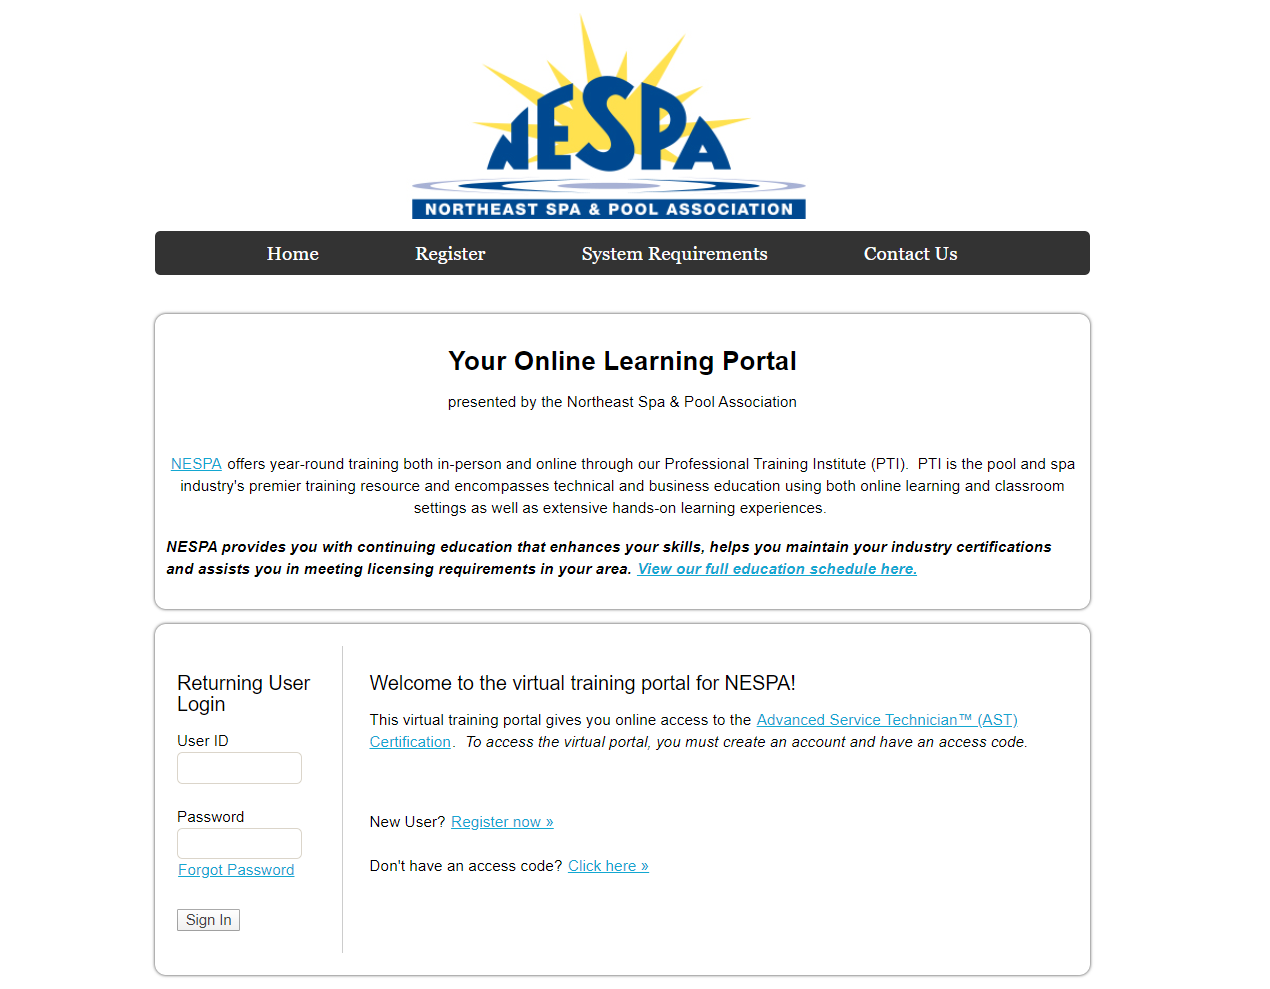 NESPA
NORTHEAST SPA & POOL ASSOCIATION
Home Register System Requirements Contact Us
Your Online Learning Portal
presented by the Northeast Spa & Pool Association
NESPA offers year-round training both in-person and online through our Professional Training Institute (PTI).  PTI is the pool and spa
industry's premier training resource and encompasses technical and business education using both online learning and classroom
settings as well as extensive hands-on learning experiences.
NESPA provides you with continuing education that enhances your skills, helps you maintain your industry certifications
and assists you in meeting licensing requirements in your area. View our full education schedule here.
Returning User
Login
User ID
Password
Forgot Password
Sign In
Welcome to the virtual training portal for NESPA!
This virtual training portal gives you online access to the Advanced Service Technician™ (AST)
Certification.  To access the virtual portal, you must create an account and have an access code.
New User? Register now »
Don't have an access code? Click here »